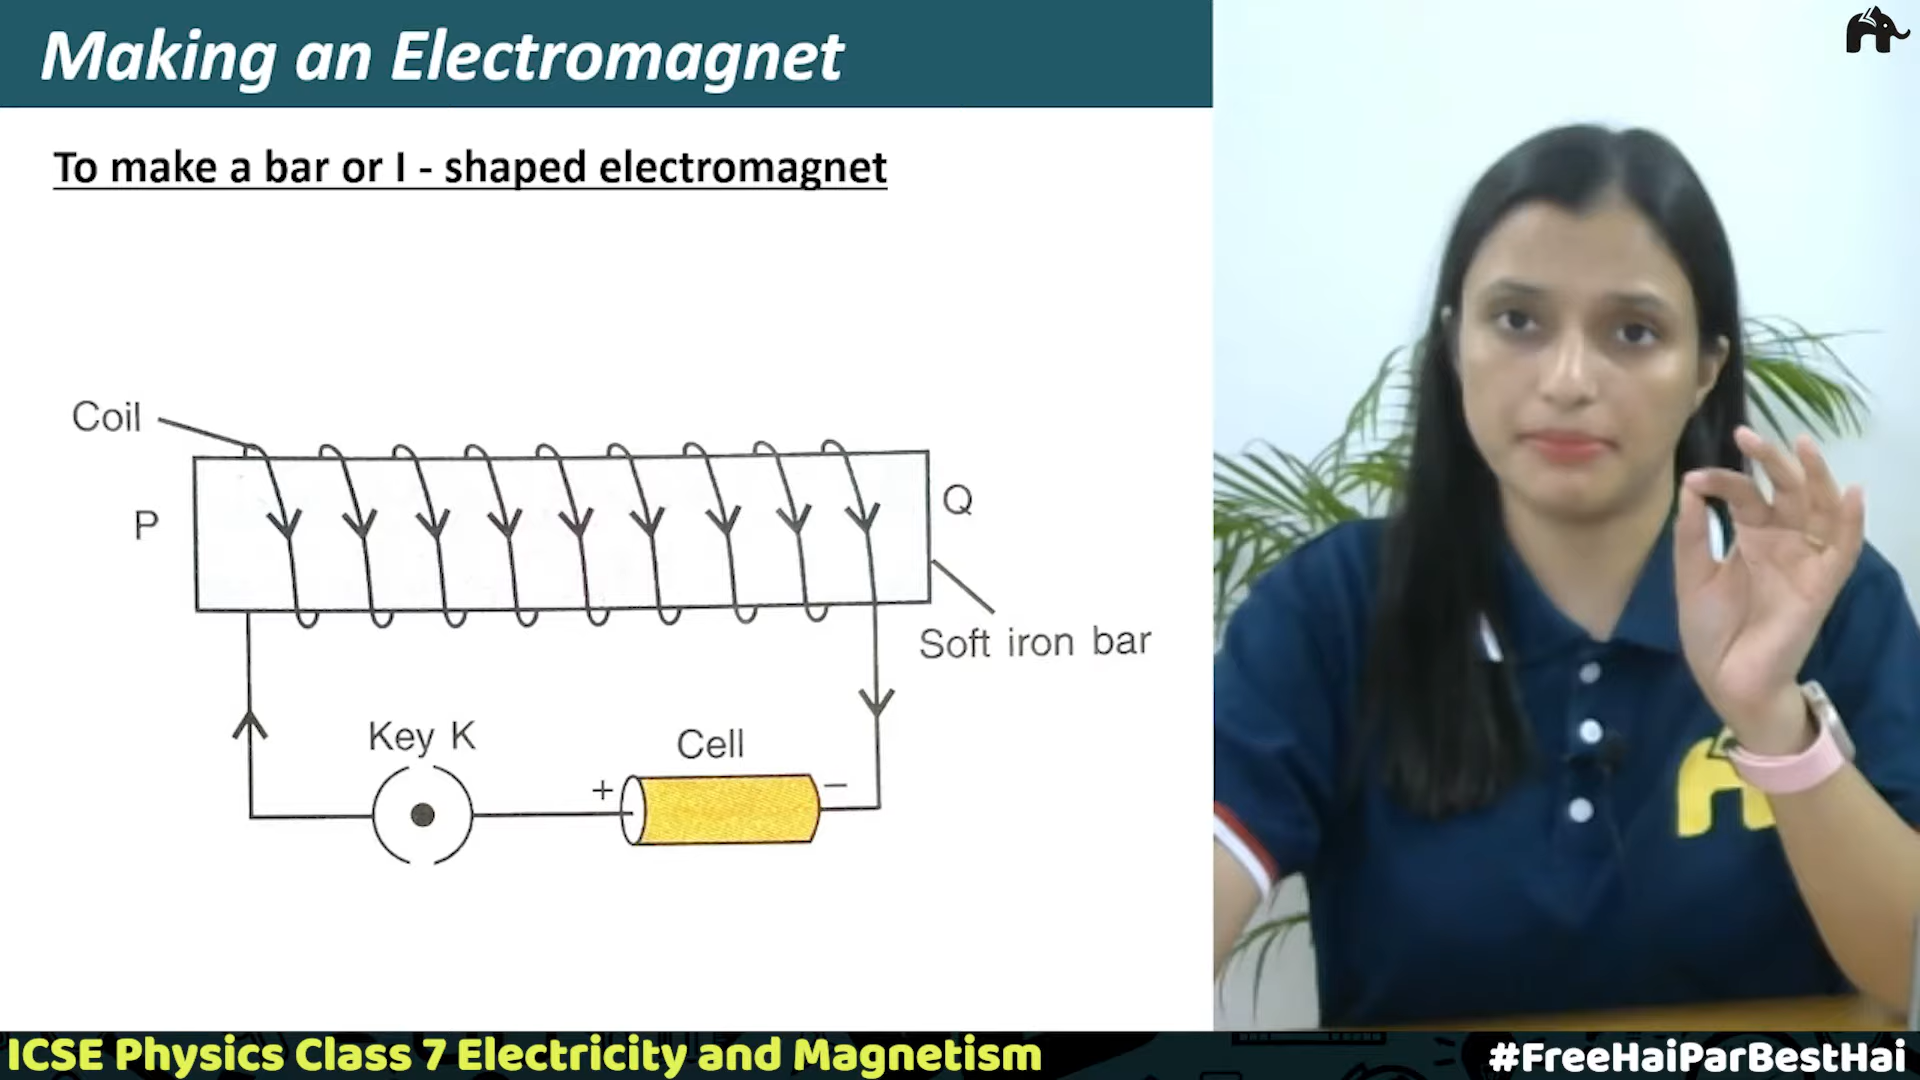 Making an Electromagnet
To make a bar or I - shaped electromagnet
Coil
P
Q
Soft iron bar
Key K
Cell
+
−
ICSE Physics Class 7 Electricity and Magnetism
#FreeHaiParBestHai